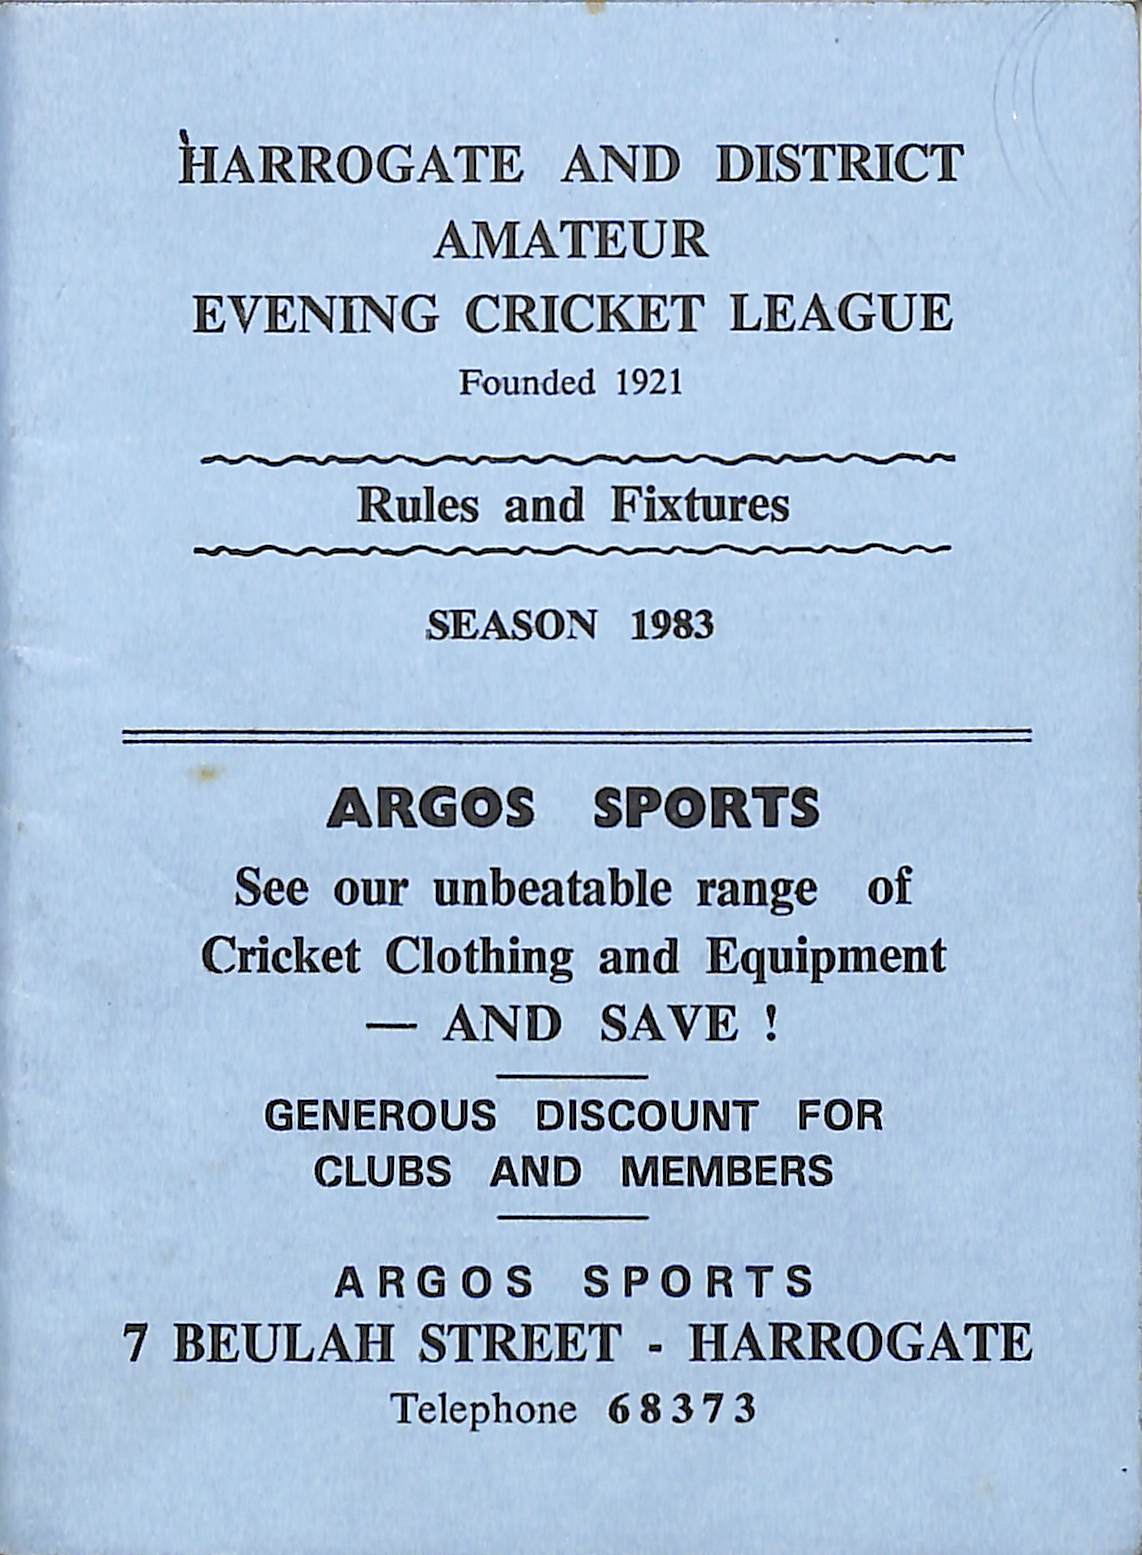 HARROGATE AND DISTRICT
AMATEUR
EVENING CRICKET LEAGUE
Founded 1921
Rules and Fixtures
SEASON 1983
ARGOS SPORTS
See our unbeatable range of
Cricket Clothing and Equipment
— AND SAVE !
GENEROUS DISCOUNT FOR
CLUBS AND MEMBERS
ARGOS SPORTS
7 BEULAH STREET - HARROGATE
Telephone 68373